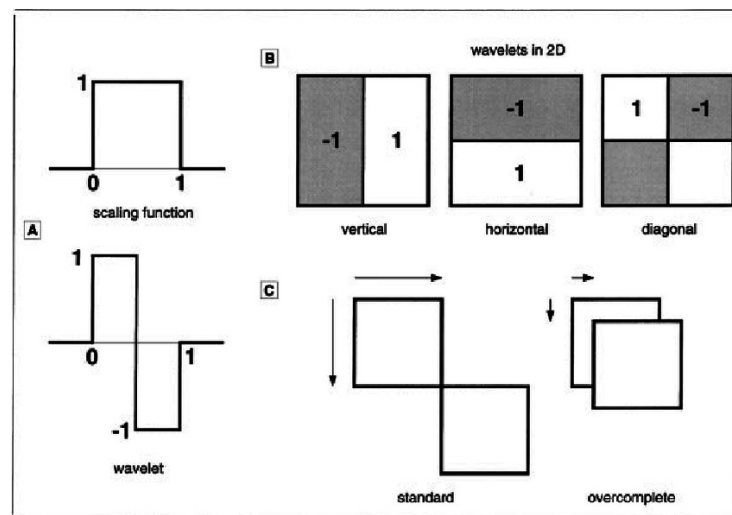 B
wavelets in 2D
1
0
1
scaling function
-1
1
-1
1
1
-1
vertical
horizontal
diagonal
A
1
0
1
-1
wavelet
C
standard
overcomplete